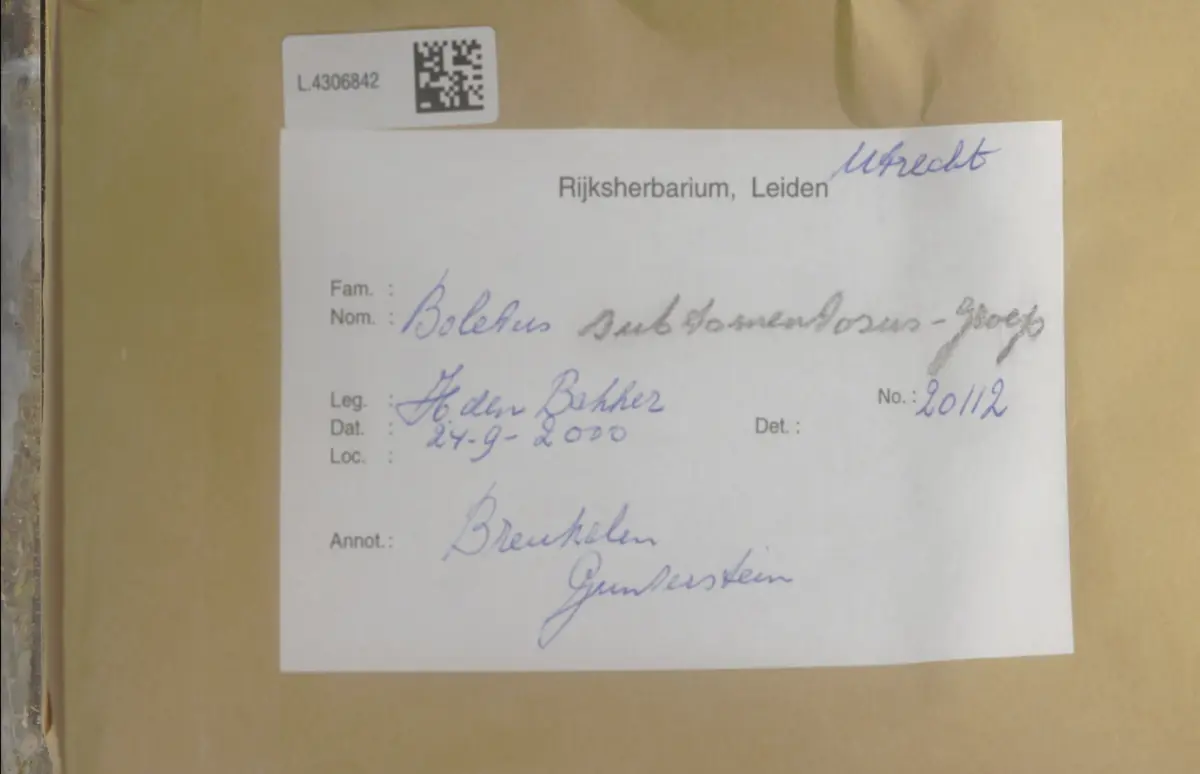 L.4306842
Utrecht
Rijksherbarium, Leiden
Fam. :
Nom. : Boletus subtomentosus-groep
Leg. : H den Bakker No.: 20112
Dat. : 24-9-2000 Det.:
Loc. :
Annot.: Breukelen
Gunterstein